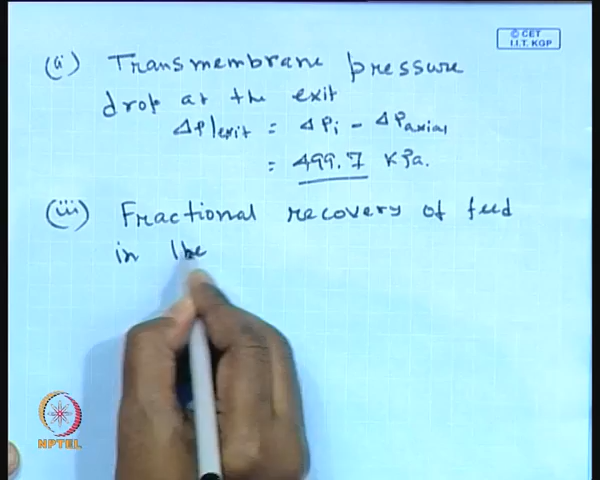 © CET
I.I.T. KGP
(ii) Transmembrane pressure
drop at the exit
ΔP|exit = ΔPi - ΔPaxial
= 499.7 KPa.
(iii) Fractional recovery of feed
in the
NPTEL